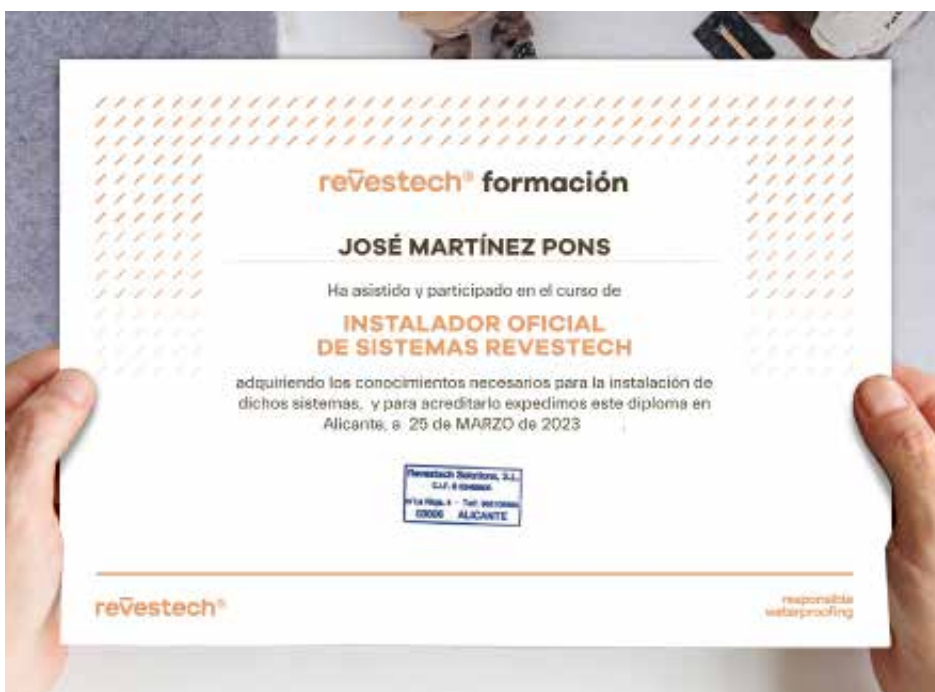 revestech® formación
JOSÉ MARTÍNEZ PONS
Ha asistido y participado en el curso de
INSTALADOR OFICIAL
DE SISTEMAS REVESTECH
adquiriendo los conocimientos necesarios para la instalación de
dichos sistemas, y para acreditarlo expedimos este diploma en
Alicante, a 25 de MARZO de 2023
Revestech Solutions, S.L.
C.I.F.
ALICANTE
revestech®
responsible
waterproofing